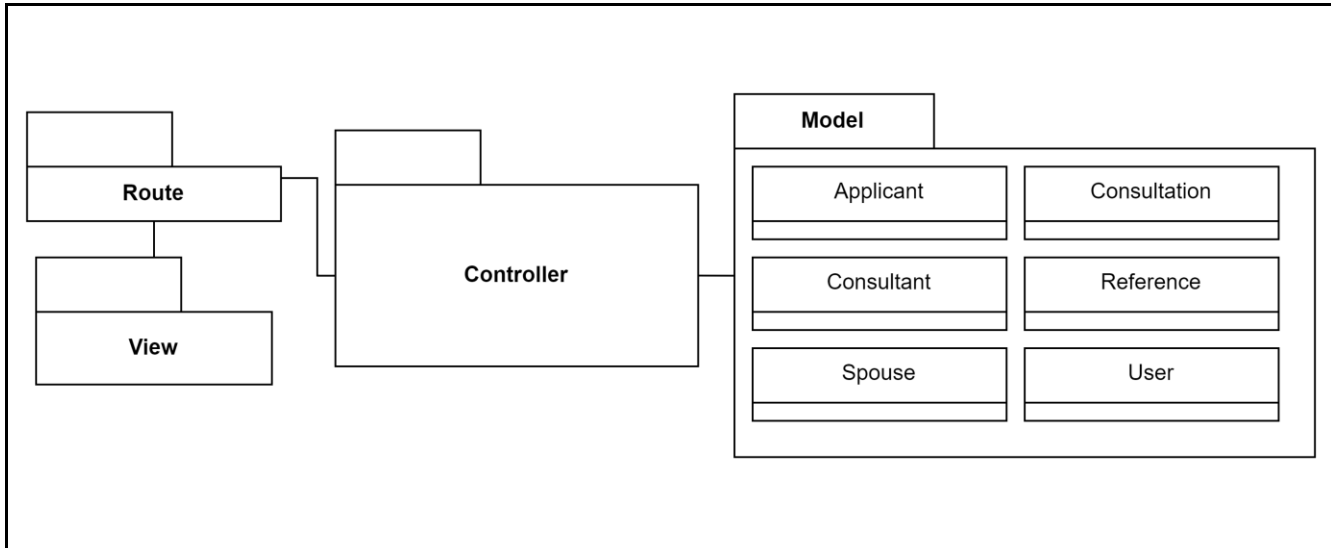 Model
Route
Controller
View
Applicant
Consultation
Consultant
Reference
Spouse
User